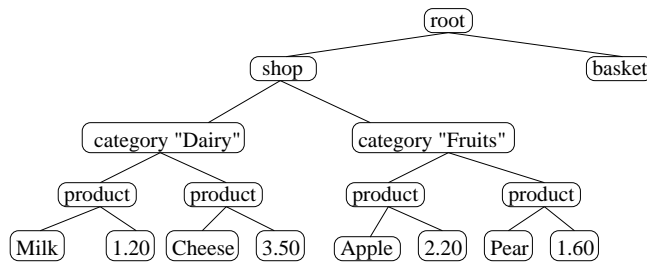 root
shop
basket
category "Dairy"
category "Fruits"
product
product
product
product
Milk
1.20
Cheese
3.50
Apple
2.20
Pear
1.60